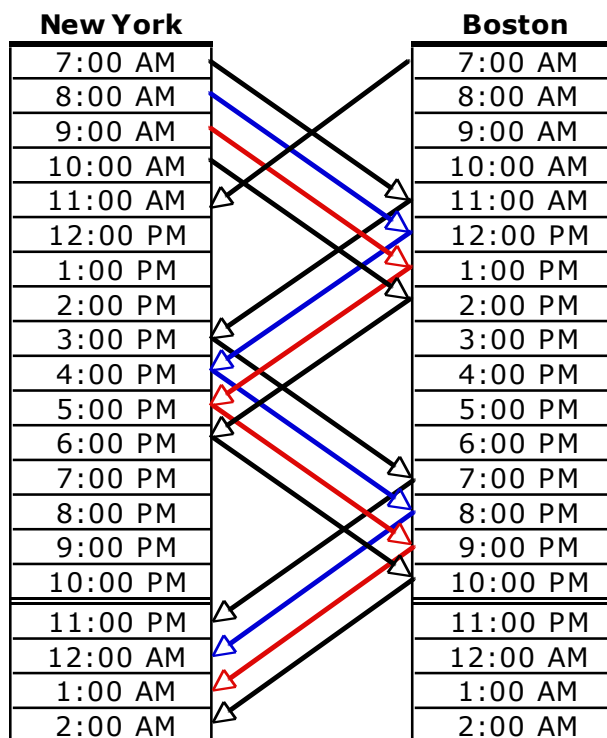 New York Boston
7:00 AM 7:00 AM
8:00 AM 8:00 AM
9:00 AM 9:00 AM
10:00 AM 10:00 AM
11:00 AM 11:00 AM
12:00 PM 12:00 PM
1:00 PM 1:00 PM
2:00 PM 2:00 PM
3:00 PM 3:00 PM
4:00 PM 4:00 PM
5:00 PM 5:00 PM
6:00 PM 6:00 PM
7:00 PM 7:00 PM
8:00 PM 8:00 PM
9:00 PM 9:00 PM
10:00 PM 10:00 PM
11:00 PM 11:00 PM
12:00 AM 12:00 AM
1:00 AM 1:00 AM
2:00 AM 2:00 AM